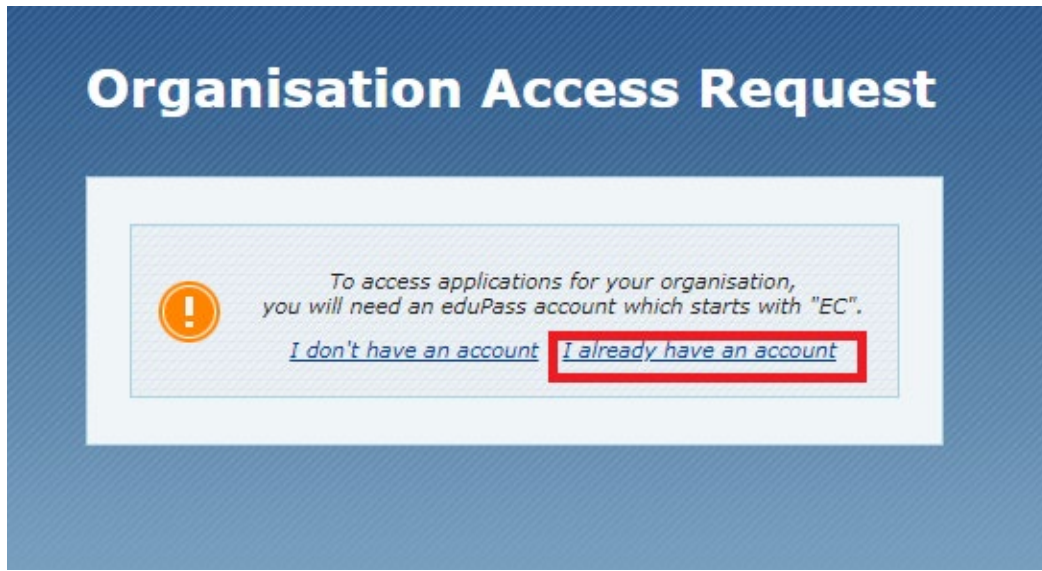 Organisation Access Request
To access applications for your organisation,
you will need an eduPass account which starts with "EC".
I don't have an account I already have an account